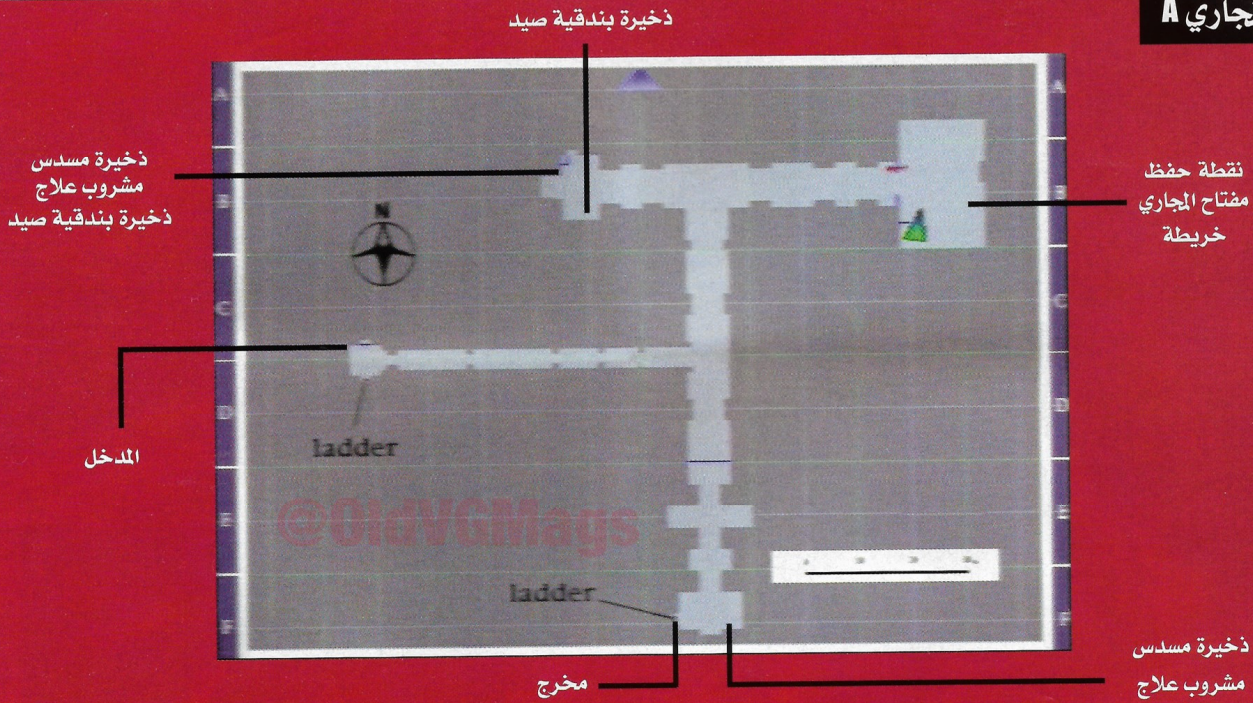 ذخيرة بندقية صيد
A
ذخيرة مسدس
مشروب علاج
ذخيرة بندقية صيد
نقطة حفظ
مفتاح المجاري
خريطة
N
A
A
B
B
C
C
D
D
E
E
F
F
المدخل
ladder
@OldVGMags
ladder
مخرج
ذخيرة مسدس
مشروب علاج